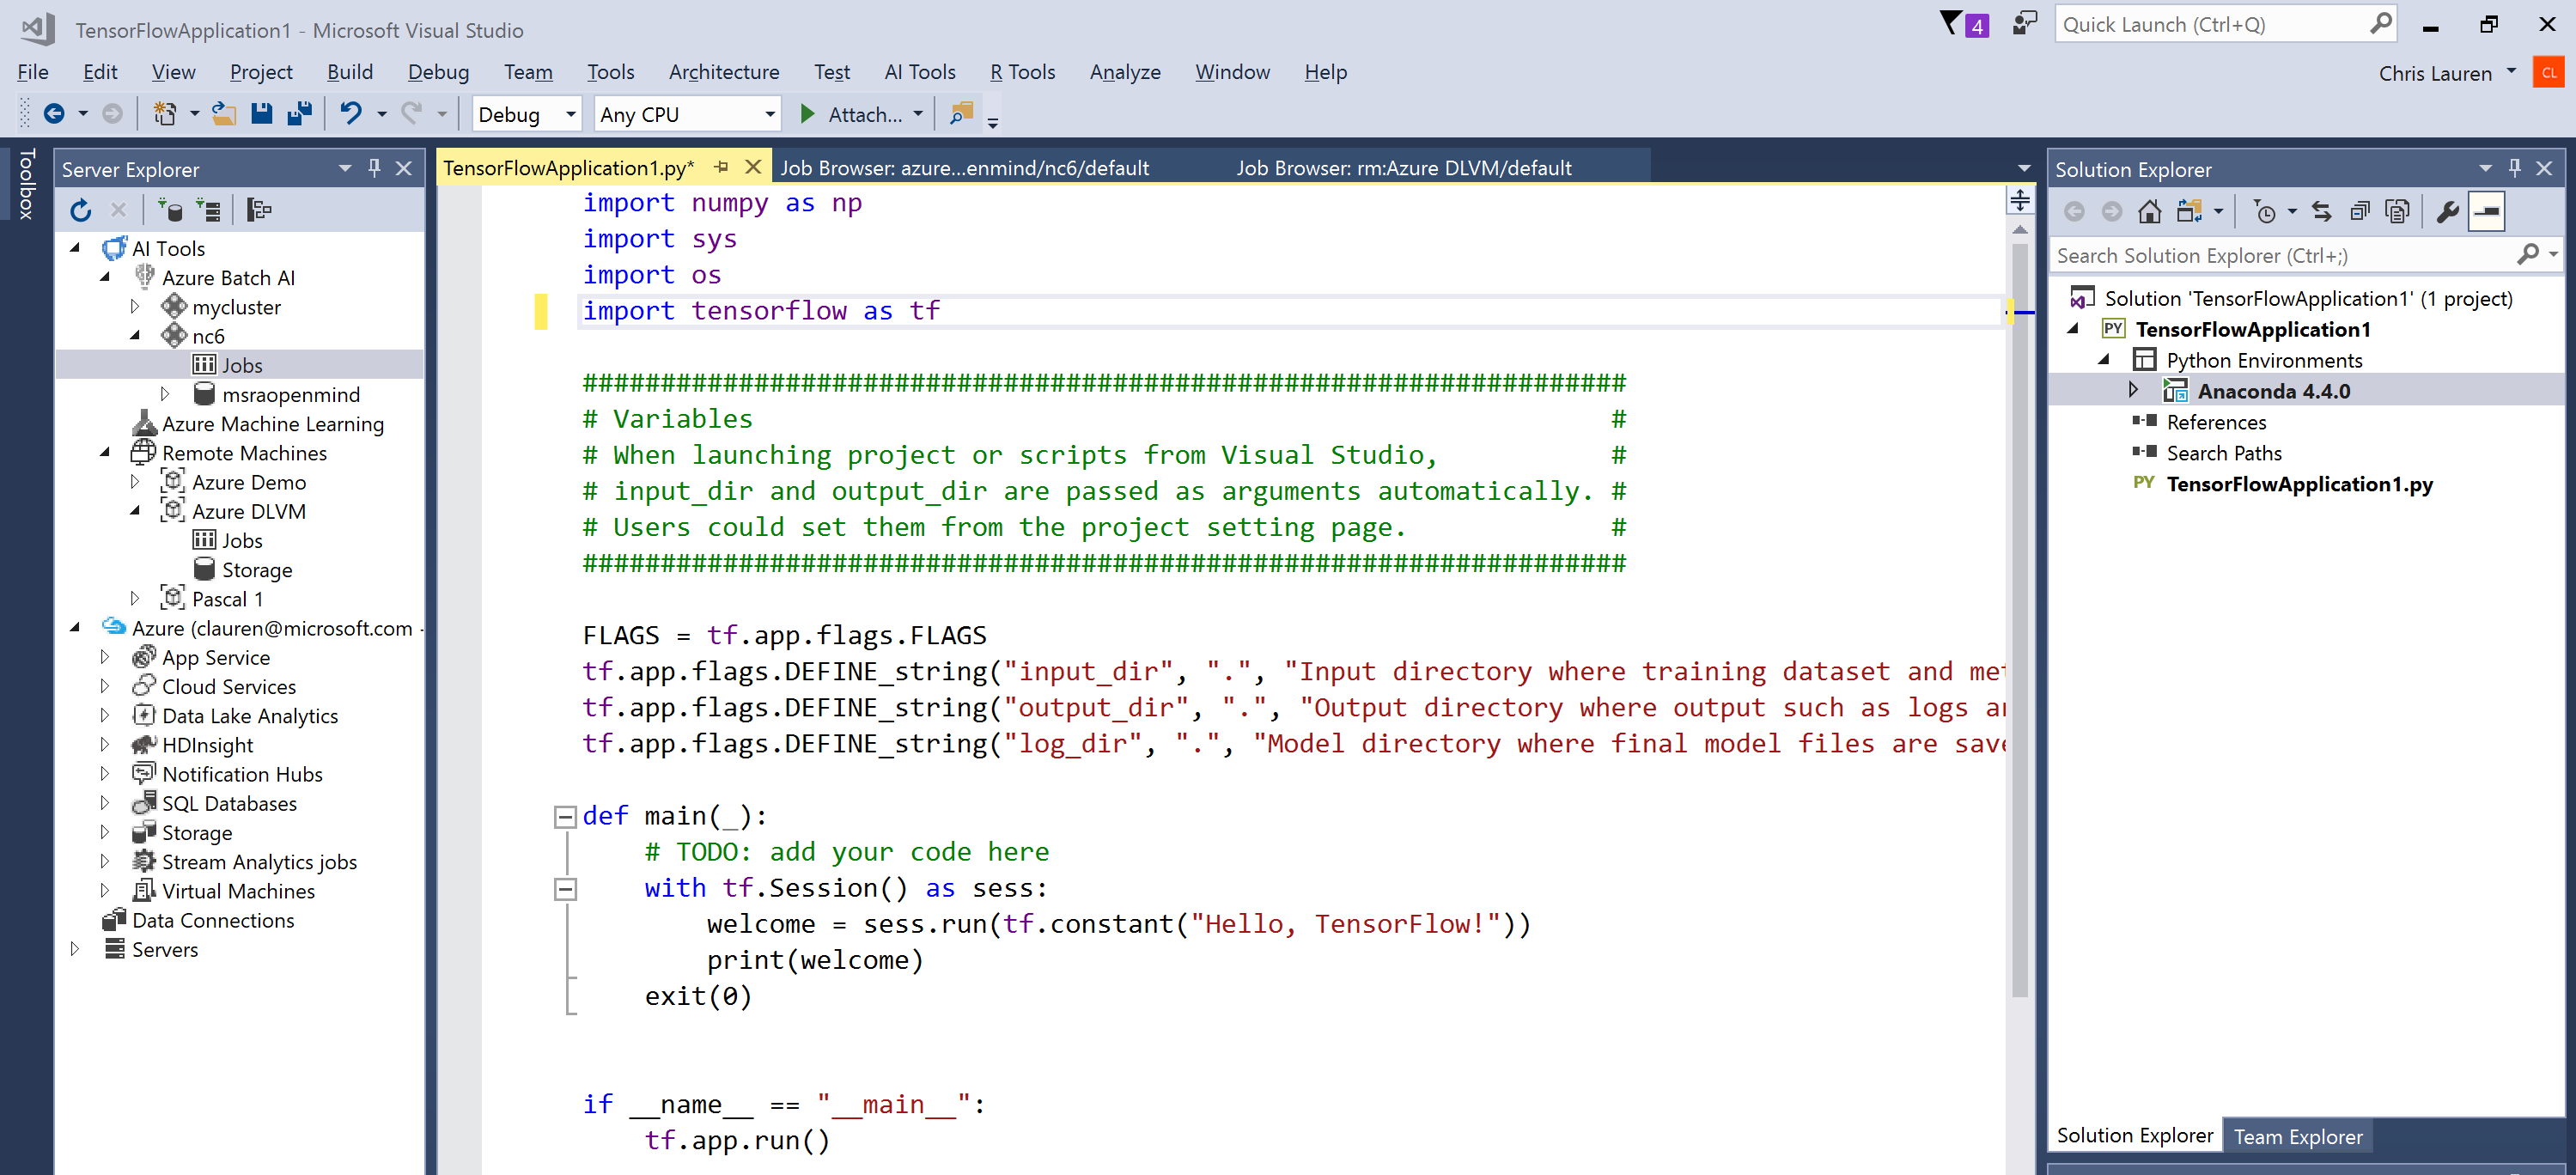 TensorFlowApplication1 - Microsoft Visual Studio
4
Quick Launch (Ctrl+Q)
File Edit View Project Build Debug Team Tools Architecture Test AI Tools R Tools Analyze Window Help
Chris Lauren
CL
Debug
Any CPU
Attach...
Toolbox
Server Explorer
AI Tools
Azure Batch AI
mycluster
nc6
Jobs
msraopenmind
Azure Machine Learning
Remote Machines
Azure Demo
Azure DLVM
Jobs
Storage
Pascal 1
Azure (clauren@microsoft.com -
App Service
Cloud Services
Data Lake Analytics
HDInsight
Notification Hubs
SQL Databases
Storage
Stream Analytics jobs
Virtual Machines
Data Connections
Servers
TensorFlowApplication1.py*
Job Browser: azure...enmind/nc6/default
Job Browser: rm:Azure DLVM/default
import numpy as np
import sys
import os
import tensorflow as tf
###################################################################
# Variables #
# When launching project or scripts from Visual Studio, #
# input_dir and output_dir are passed as arguments automatically. #
# Users could set them from the project setting page. #
###################################################################
FLAGS = tf.app.flags.FLAGS
tf.app.flags.DEFINE_string("input_dir", ".", "Input directory where training dataset and met
tf.app.flags.DEFINE_string("output_dir", ".", "Output directory where output such as logs ar
tf.app.flags.DEFINE_string("log_dir", ".", "Model directory where final model files are save
def main(_):
# TODO: add your code here
with tf.Session() as sess:
welcome = sess.run(tf.constant("Hello, TensorFlow!"))
print(welcome)
exit(0)
if __name__ == "__main__":
tf.app.run()
Solution Explorer
Search Solution Explorer (Ctrl+;)
Solution 'TensorFlowApplication1' (1 project)
PY TensorFlowApplication1
Python Environments
Anaconda 4.4.0
References
Search Paths
PY TensorFlowApplication1.py
Solution Explorer
Team Explorer